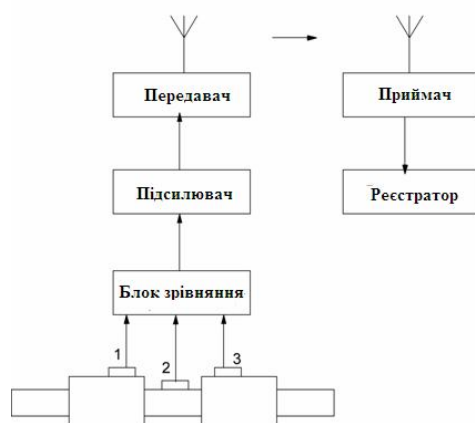 Передавач
Приймач
Підсилювач
Реєстратор
Блок зрівняння
1
2
3